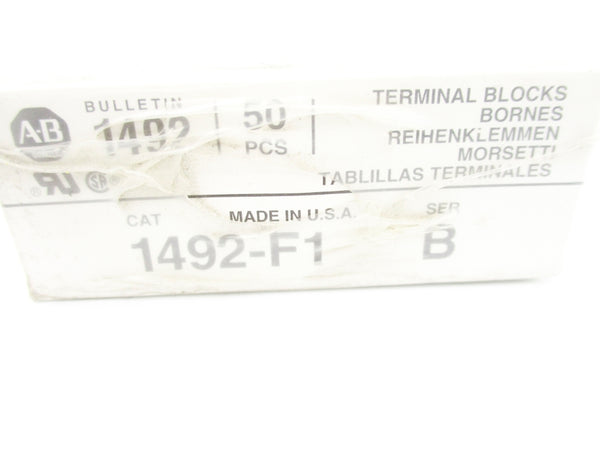 A-B
BULLETIN
1492
50
PCS
TERMINAL BLOCKS
BORNES
REIHENKLEMMEN
MORSETTI
TABLILLAS TERMINALES
CAT
1492-F1
MADE IN U.S.A.
SER
B